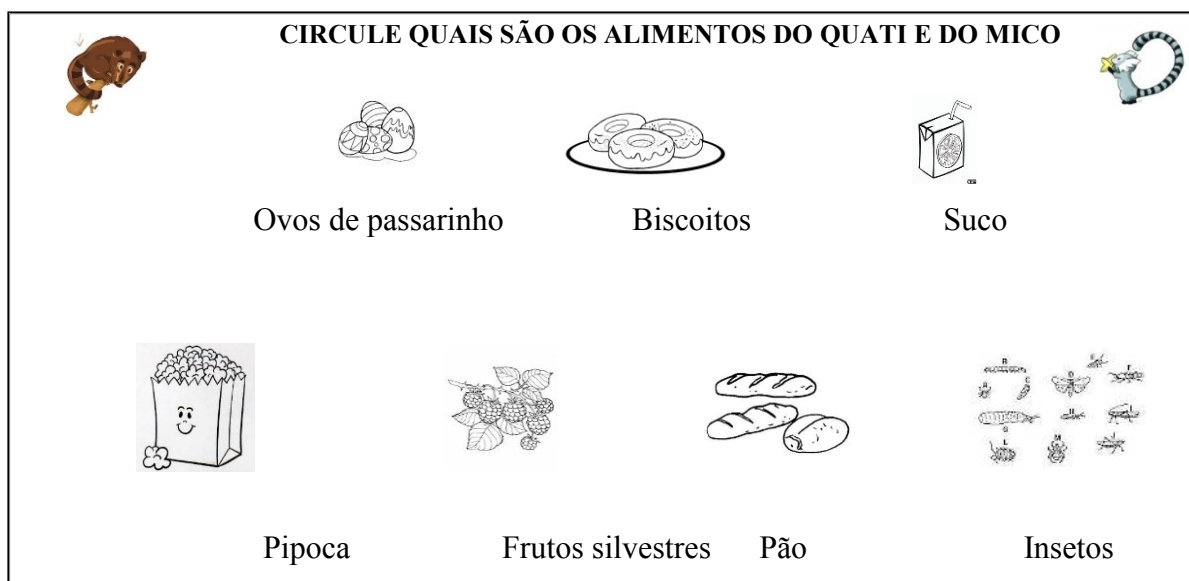 CIRCULE QUAIS SÃO OS ALIMENTOS DO QUATI E DO MICO
Ovos de passarinho Biscoitos Suco
B E
A C D F
G H I
L M J
Pipoca Frutos silvestres Pão Insetos